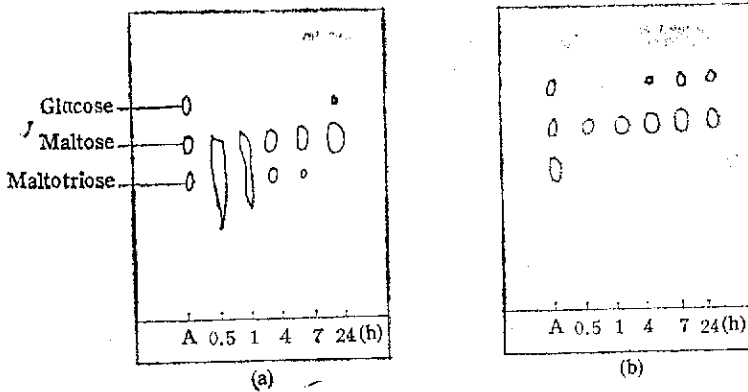 Glucose
Maltose
Maltotriose
A 0.5 1 4 7 24(h)
(a)
A 0.5 1 4 7 24(h)
(b)